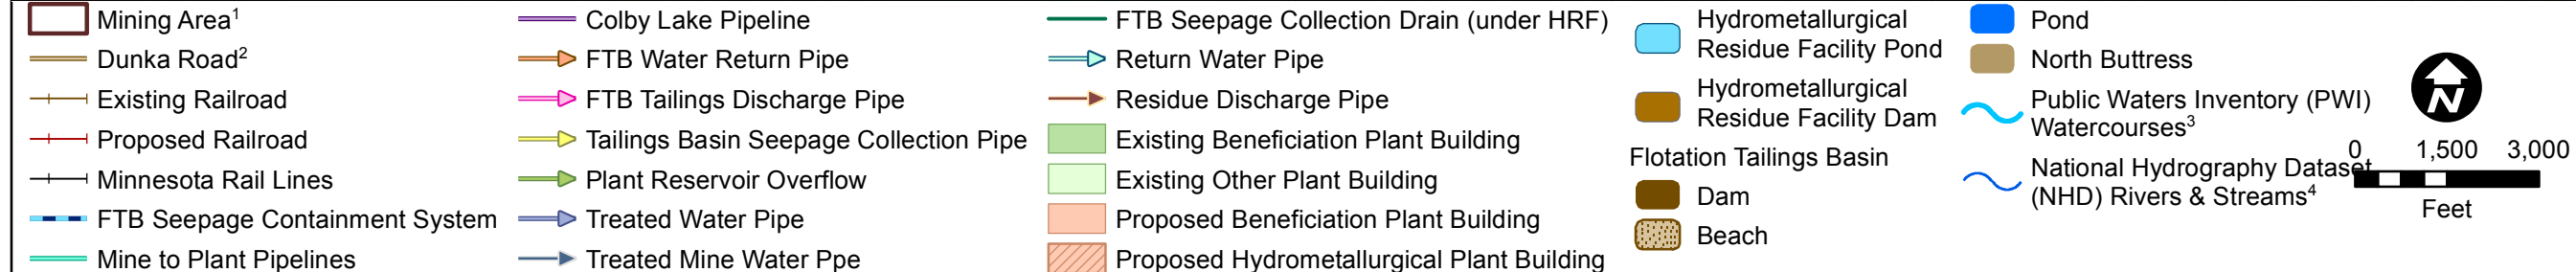 Mining Area1
Dunka Road2
Existing Railroad
Proposed Railroad
Minnesota Rail Lines
FTB Seepage Containment System
Mine to Plant Pipelines
Colby Lake Pipeline
FTB Water Return Pipe
FTB Tailings Discharge Pipe
Tailings Basin Seepage Collection Pipe
Plant Reservoir Overflow
Treated Water Pipe
Treated Mine Water Ppe
FTB Seepage Collection Drain (under HRF)
Return Water Pipe
Residue Discharge Pipe
Existing Beneficiation Plant Building
Existing Other Plant Building
Proposed Beneficiation Plant Building
Proposed Hydrometallurgical Plant Building
Hydrometallurgical
Residue Facility Pond
Hydrometallurgical
Residue Facility Dam
Flotation Tailings Basin
Dam
Beach
Pond
North Buttress
Public Waters Inventory (PWI)
Watercourses3
National Hydrography Dataset
(NHD) Rivers & Streams4
N
0 1,500 3,000
Feet